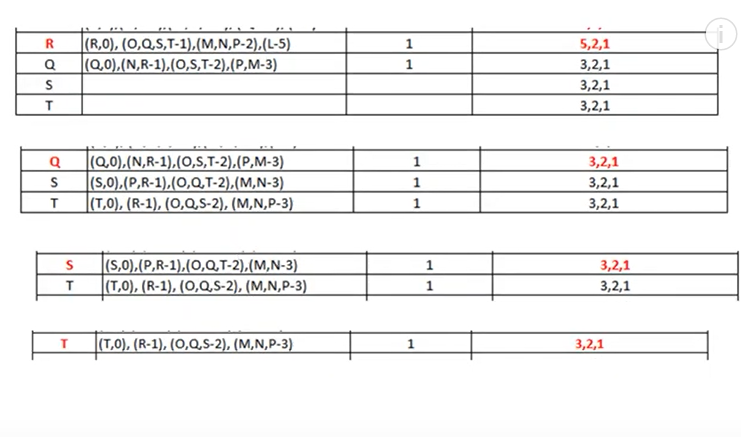 R (R,0), (O,Q,S,T-1),(M,N,P-2),(L-5) 1 5,2,1
Q (Q,0),(N,R-1),(O,S,T-2),(P,M-3) 1 3,2,1
S 3,2,1
T 3,2,1
Q (Q,0),(N,R-1),(O,S,T-2),(P,M-3) 1 3,2,1
S (S,0),(P,R-1),(O,Q,T-2),(M,N-3) 1 3,2,1
T (T,0), (R-1), (O,Q,S-2), (M,N,P-3) 1 3,2,1
S (S,0),(P,R-1),(O,Q,T-2),(M,N-3) 1 3,2,1
T (T,0), (R-1), (O,Q,S-2), (M,N,P-3) 1 3,2,1
T (T,0), (R-1), (O,Q,S-2), (M,N,P-3) 1 3,2,1